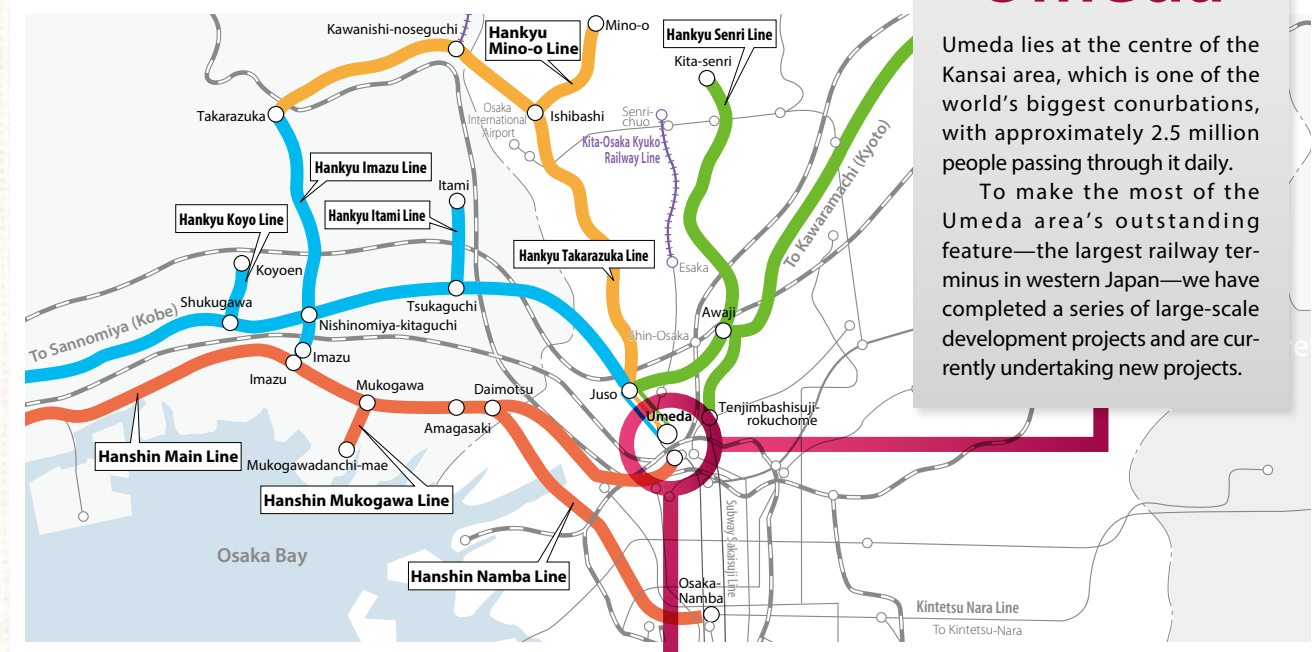 Umeda
Umeda lies at the centre of the
Kansai area, which is one of the
world's biggest conurbations,
with approximately 2.5 million
people passing through it daily.
To make the most of the
Umeda area's outstanding
feature—the largest railway ter-
minus in western Japan—we have
completed a series of large-scale
development projects and are cur-
rently undertaking new projects.
Kawanishi-noseguchi
Hankyu
Mino-o Line
Mino-o
Hankyu Senri Line
Kita-senri
Takarazuka
Osaka
International
Airport
Ishibashi
Senri-
chuo
Kita-Osaka Kyuko
Railway Line
To Kawaramachi (Kyoto)
Hankyu Imazu Line
Itami
Hankyu Koyo Line
Hankyu Itami Line
Hankyu Takarazuka Line
Koyoen
Esaka
Shukugawa
Tsukaguchi
Awaji
To Sannomiya (Kobe)
Nishinomiya-kitaguchi
Shin-Osaka
Imazu
Imazu
Mukogawa
Daimotsu
Juso
Umeda
Tenjimbashisuji-
rokuchome
Amagasaki
Hanshin Main Line
Mukogawadanchi-mae
Hanshin Mukogawa Line
Subway Sakaisuji Line
Osaka Bay
Hanshin Namba Line
Osaka-
Namba
Kintetsu Nara Line
To Kintetsu-Nara